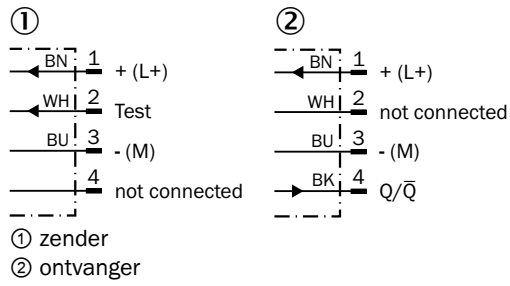 ① ②
BN 1 + (L+)
WH 2 Test
BU 3 - (M)
4 not connected
BN 1 + (L+)
WH 2 not connected
BU 3 - (M)
BK 4 Q/Q̅
① zender
② ontvanger